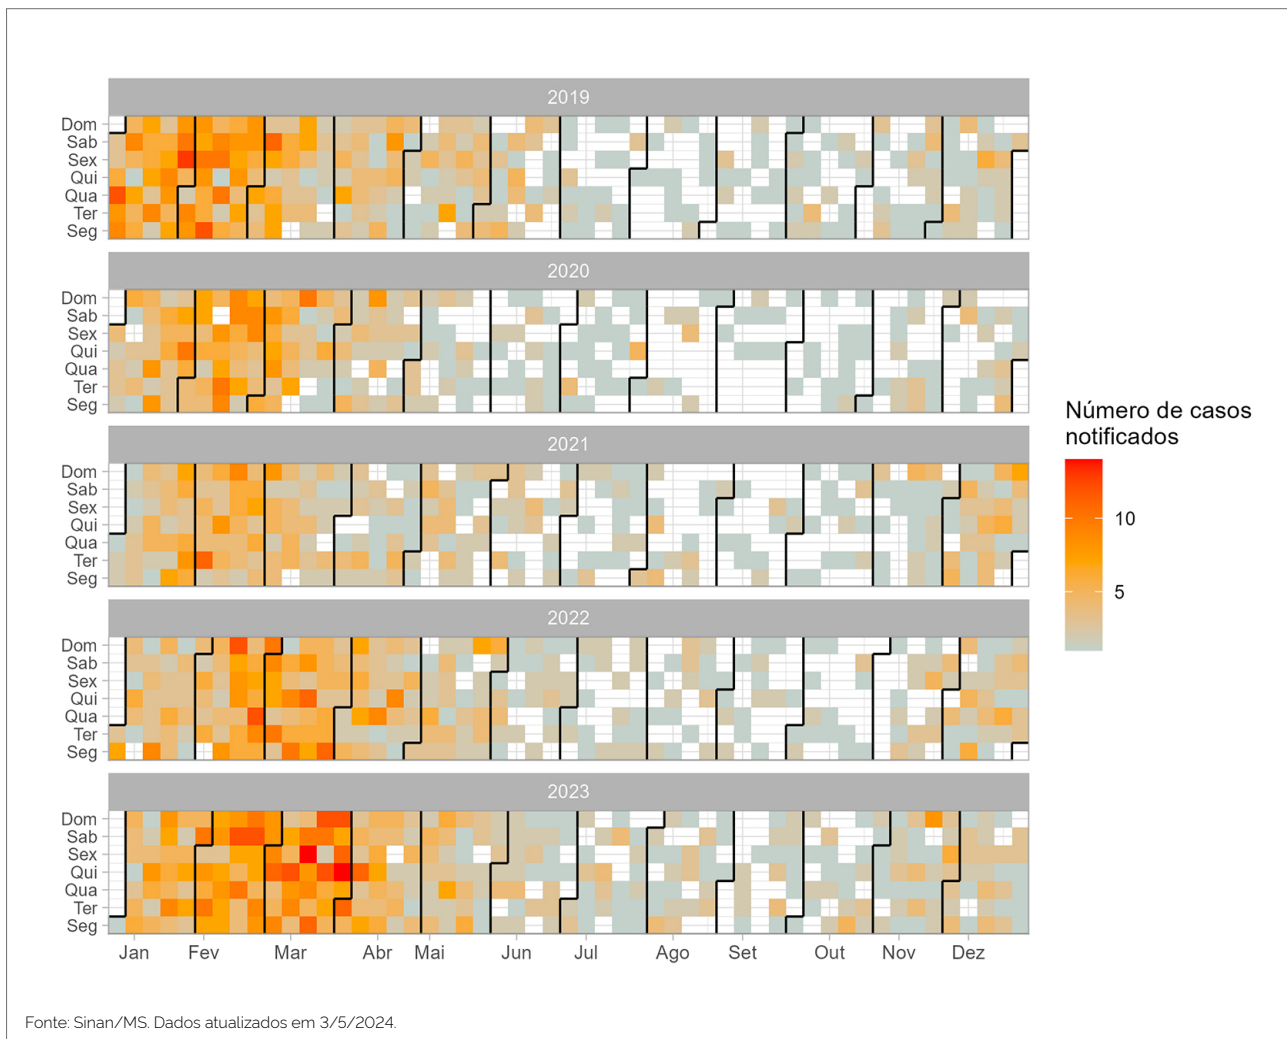 2019
Dom
Sab
Sex
Qui
Qua
Ter
Seg
2020
Dom
Sab
Sex
Qui
Qua
Ter
Seg
2021
Dom
Sab
Sex
Qui
Qua
Ter
Seg
2022
Dom
Sab
Sex
Qui
Qua
Ter
Seg
2023
Dom
Sab
Sex
Qui
Qua
Ter
Seg
Jan Fev Mar Abr Mai Jun Jul Ago Set Out Nov Dez
Número de casos
notificados
10
5
Fonte: Sinan/MS. Dados atualizados em 3/5/2024.